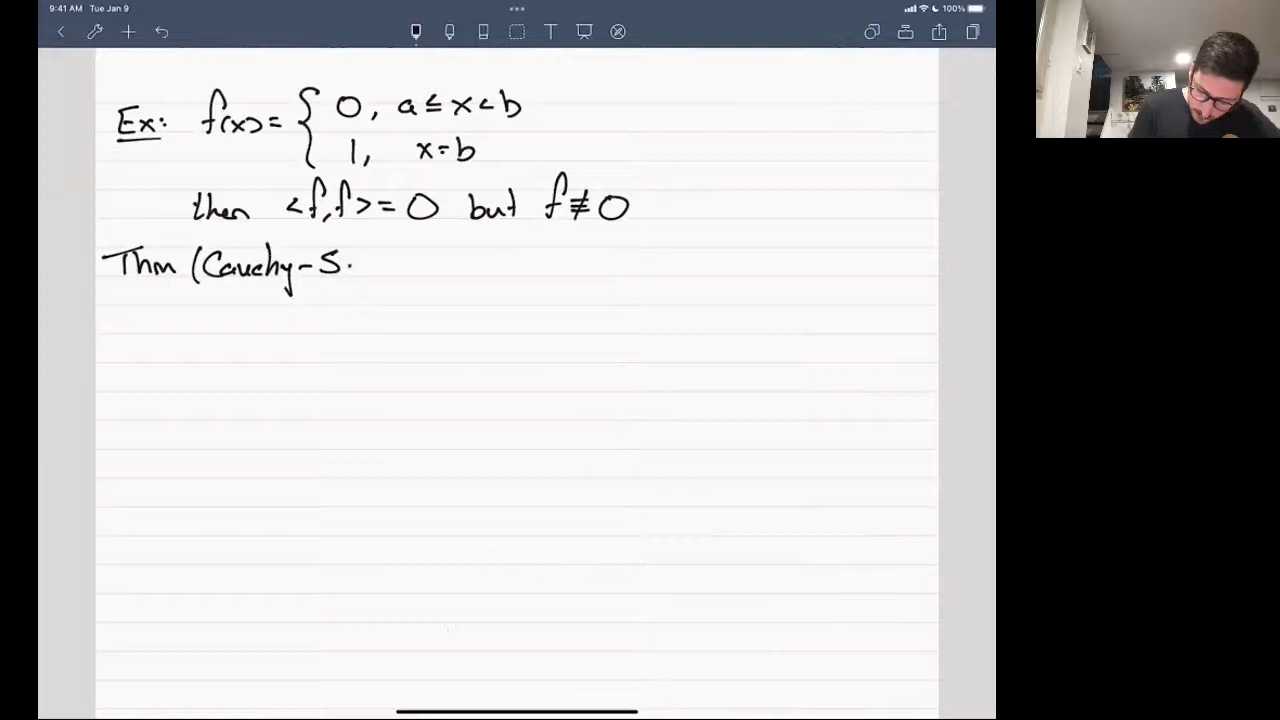 9:41 AM Tue Jan 9
100%
Ex: f(x) = { 0, a ≤ x < b
1, x = b
then <f,f> = 0 but f ≢ 0
Thm (Cauchy-S.